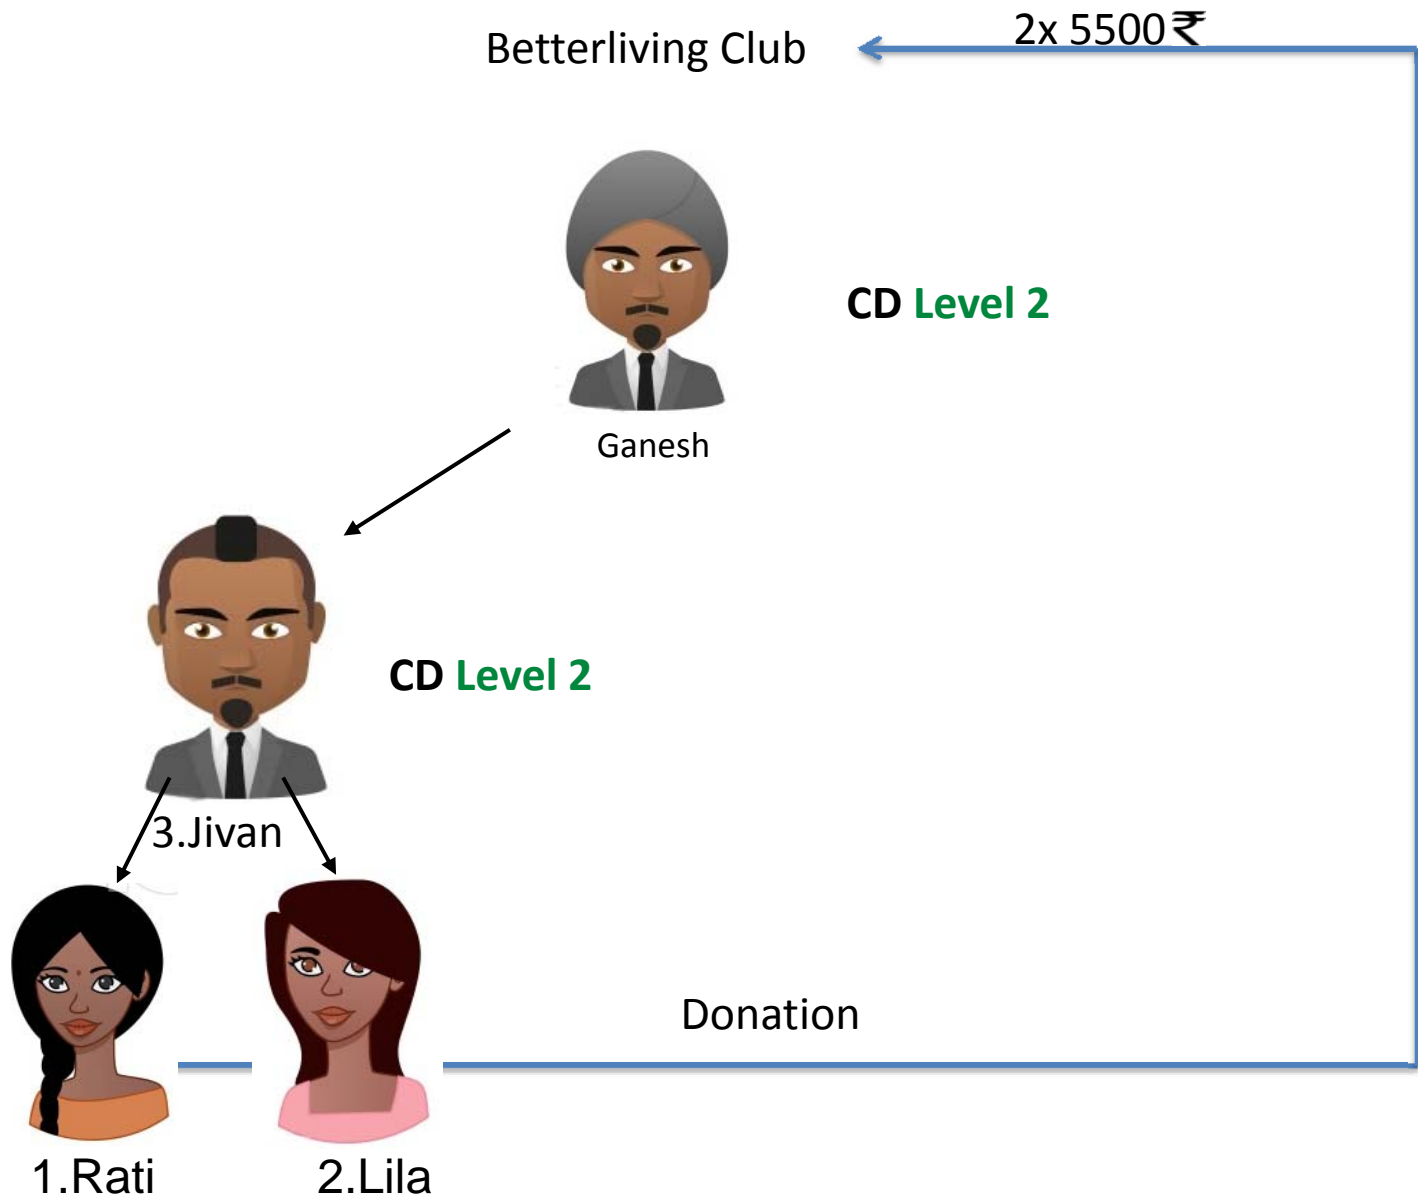 2x 5500₹
Betterliving Club
CD Level 2
Ganesh
CD Level 2
3.Jivan
Donation
1.Rati
2.Lila